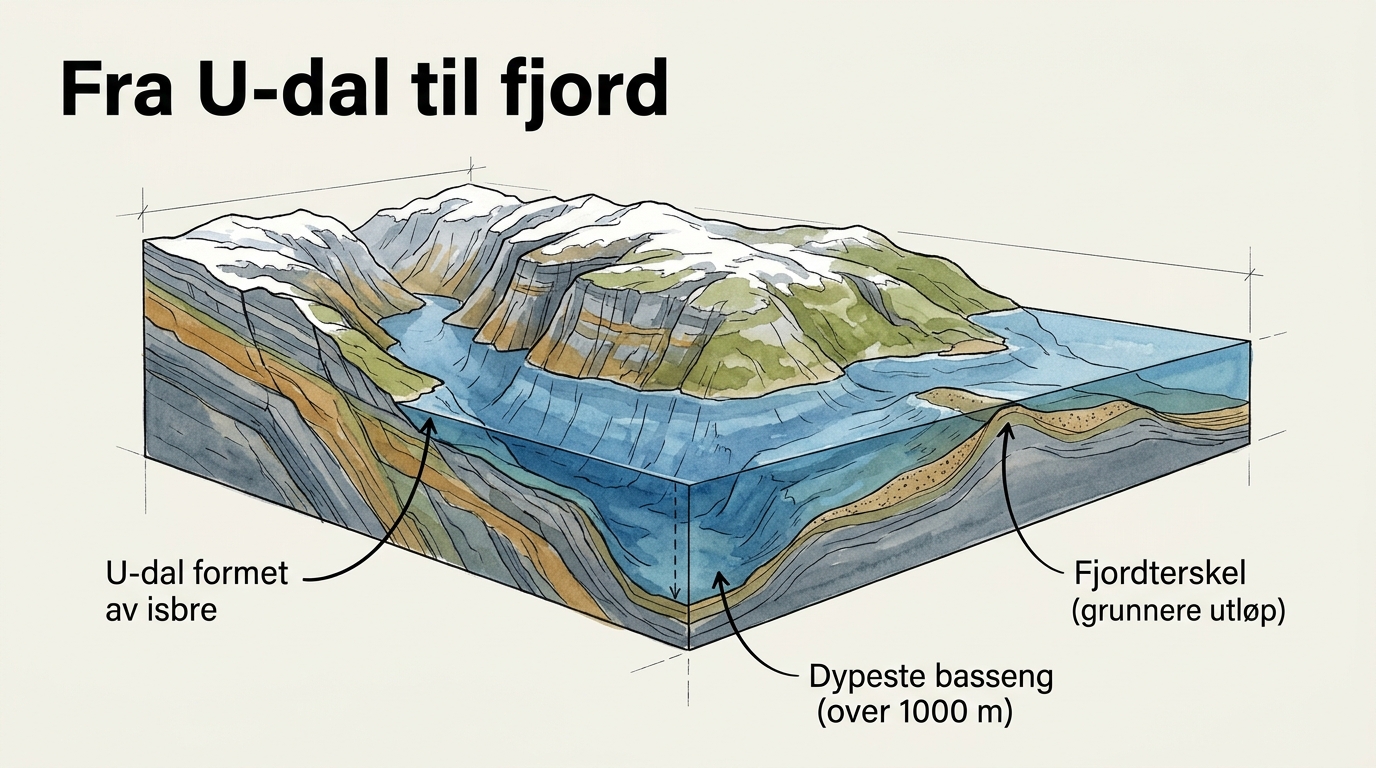 Fra U-dal til fjord
U-dal formet
av isbre
Fjordterskel
(grunnere utløp)
Dypeste basseng
(over 1000 m)